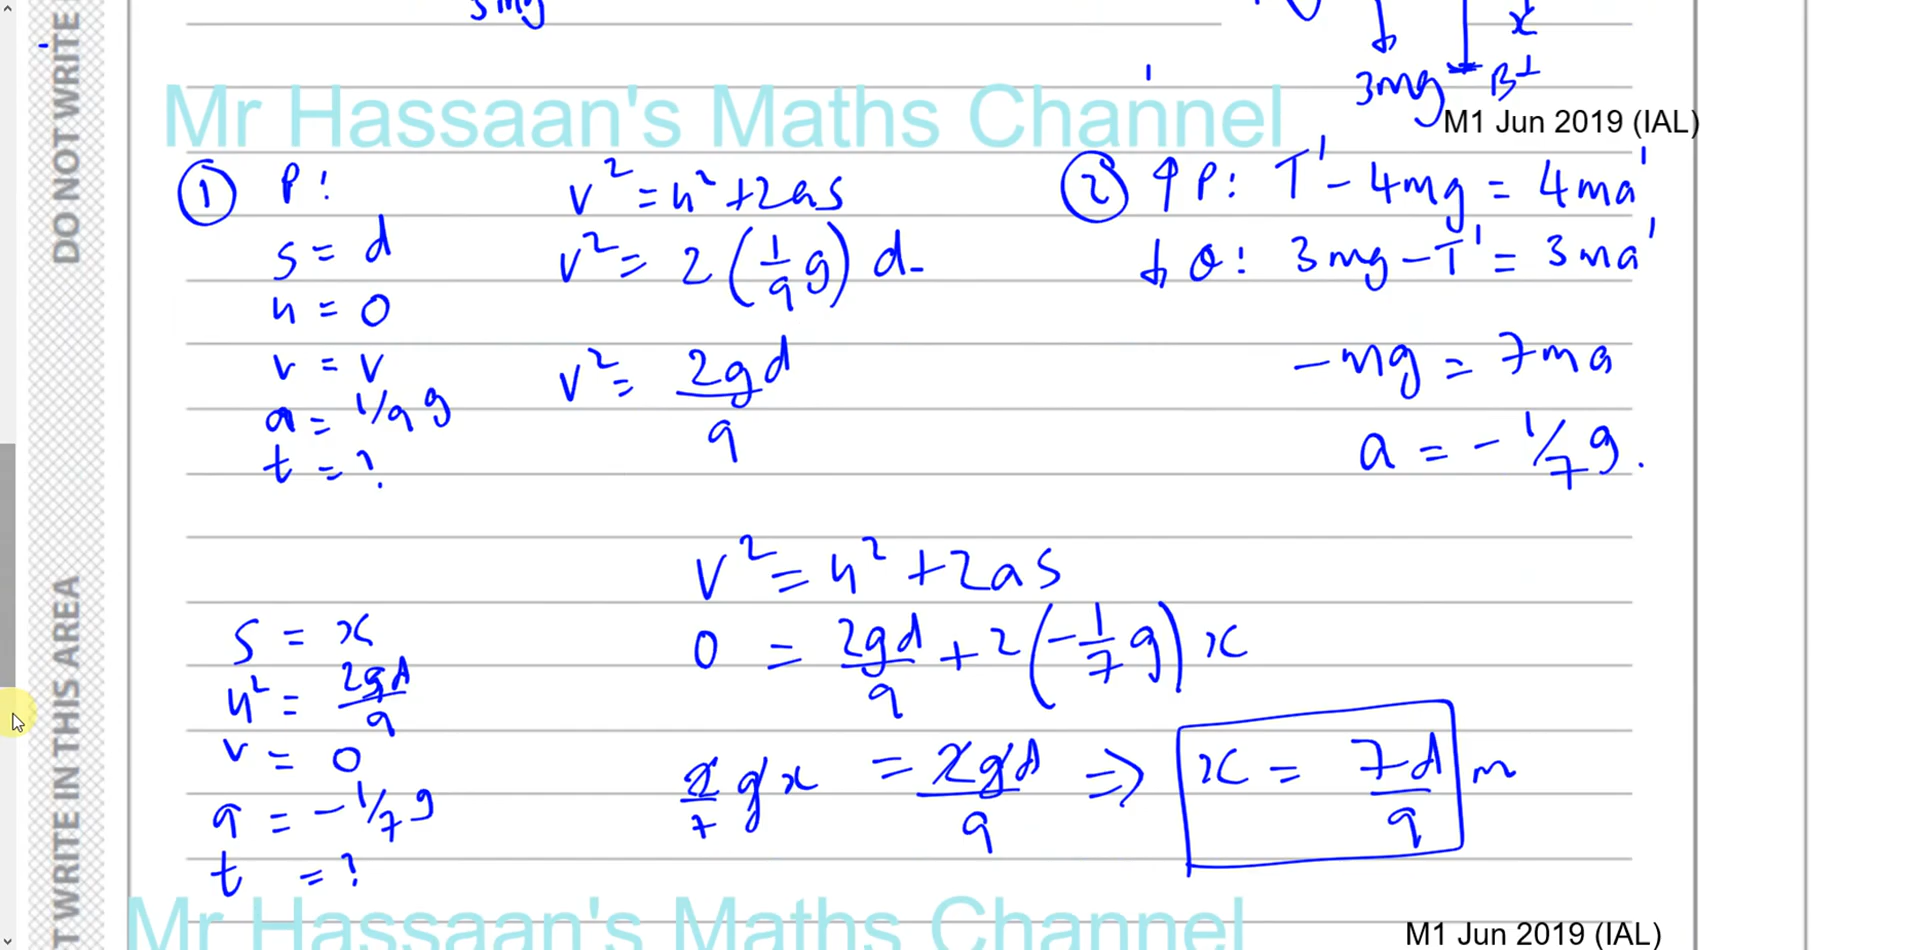 3mg
x
3mg B⊥
DO NOT WRITE
Mr Hassaan's Maths Channel
M1 Jun 2019 (IAL)
① P:
s = d
u = 0
v = v
a = 1/9 g
t = ?
v² = u² + 2as
v² = 2(1/9 g) d
v² = 2gd/9
② ↑ P: T' - 4mg = 4ma'
↓ Q: 3mg - T' = 3ma'
-mg = 7ma
a = -1/7 g.
v² = u² + 2as
0 = 2gd/9 + 2(-1/7 g) x
2/7 gx = 2gd/9 ⇒ x = 7d/9 m
s = x
u² = 2gd/9
v = 0
a = -1/7 g
t = ?
T WRITE IN THIS AREA
Mr Hassaan's Maths Channel
M1 Jun 2019 (IAL)